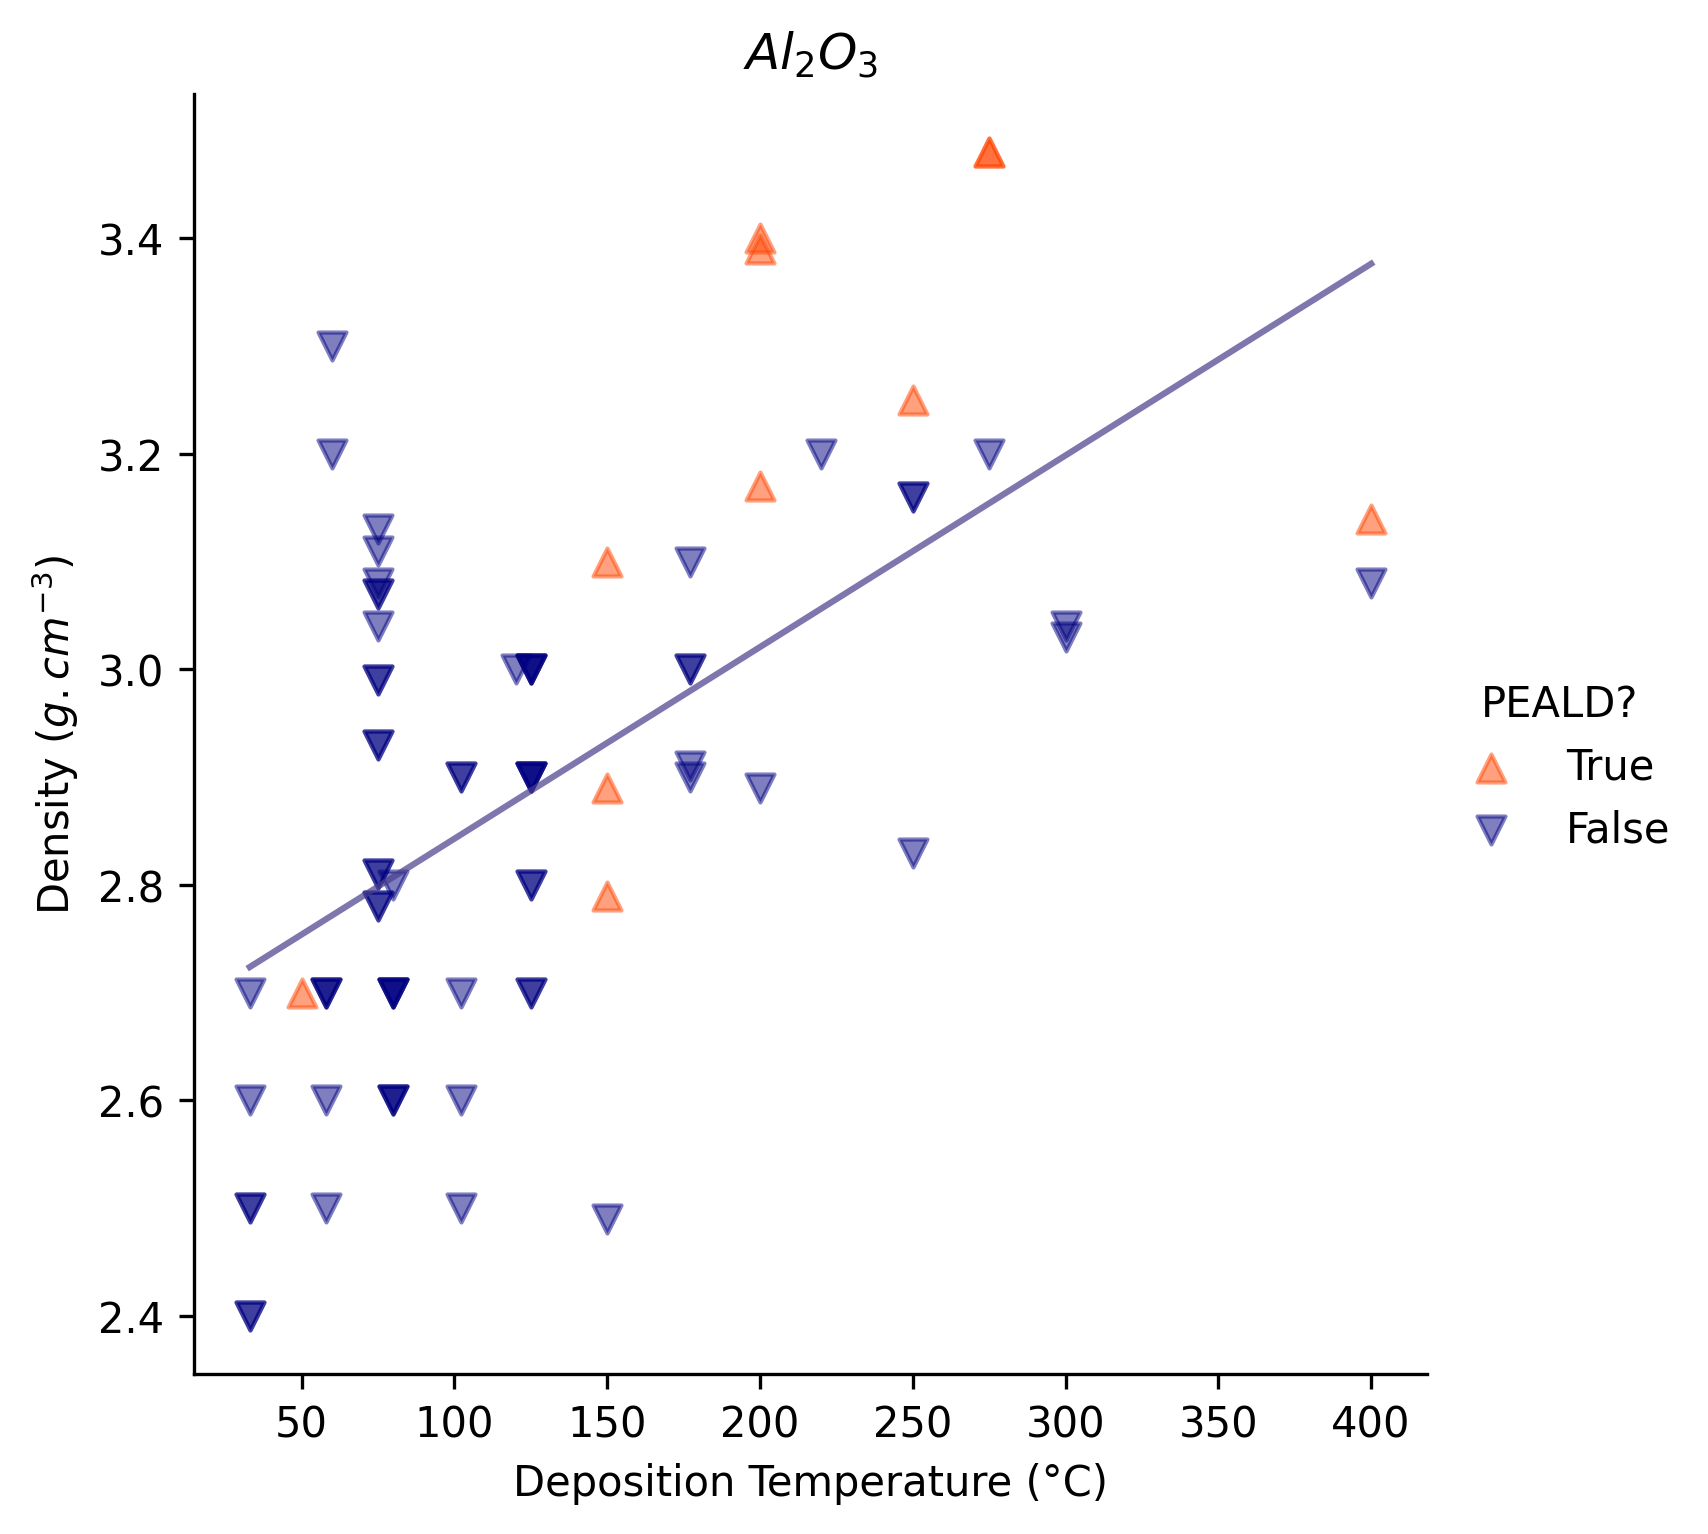 Al₂O₃
3.4
3.2
3.0
2.8
2.6
2.4
Density (g.cm⁻³)
50 100 150 200 250 300 350 400
Deposition Temperature (°C)
PEALD?
True
False